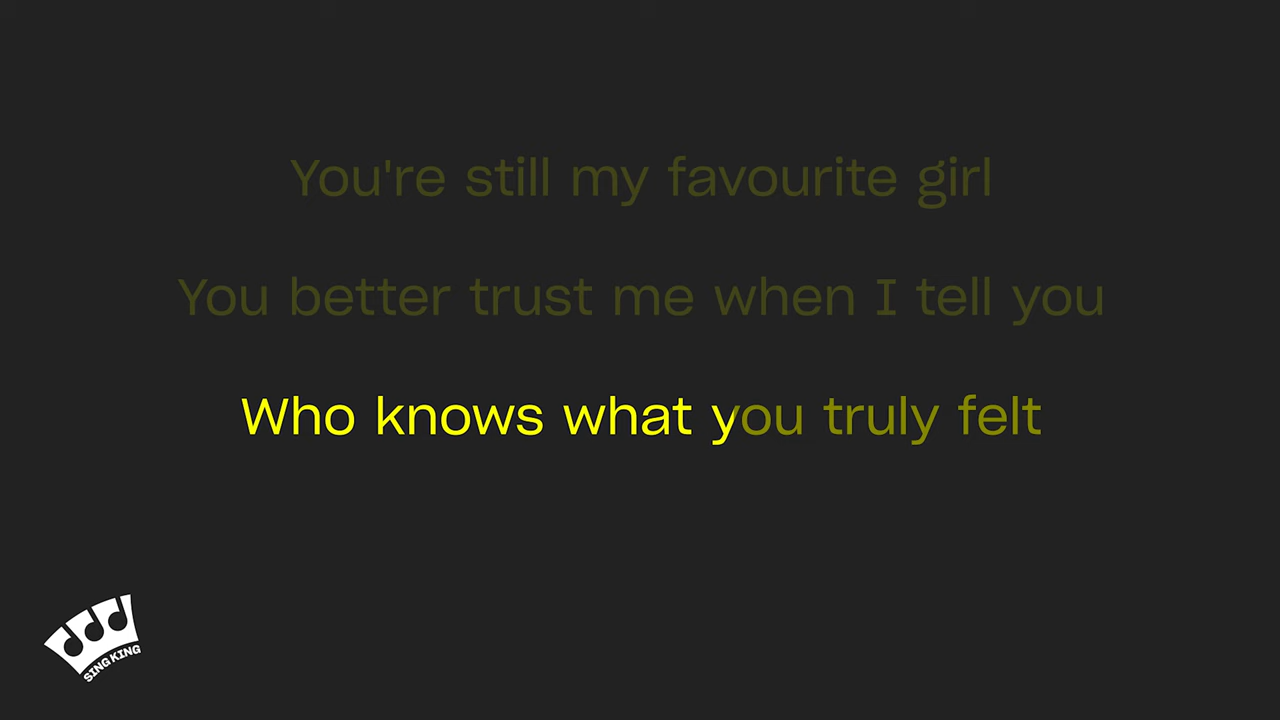 You're still my favourite girl
You better trust me when I tell you
Who knows what you truly felt
SING KING